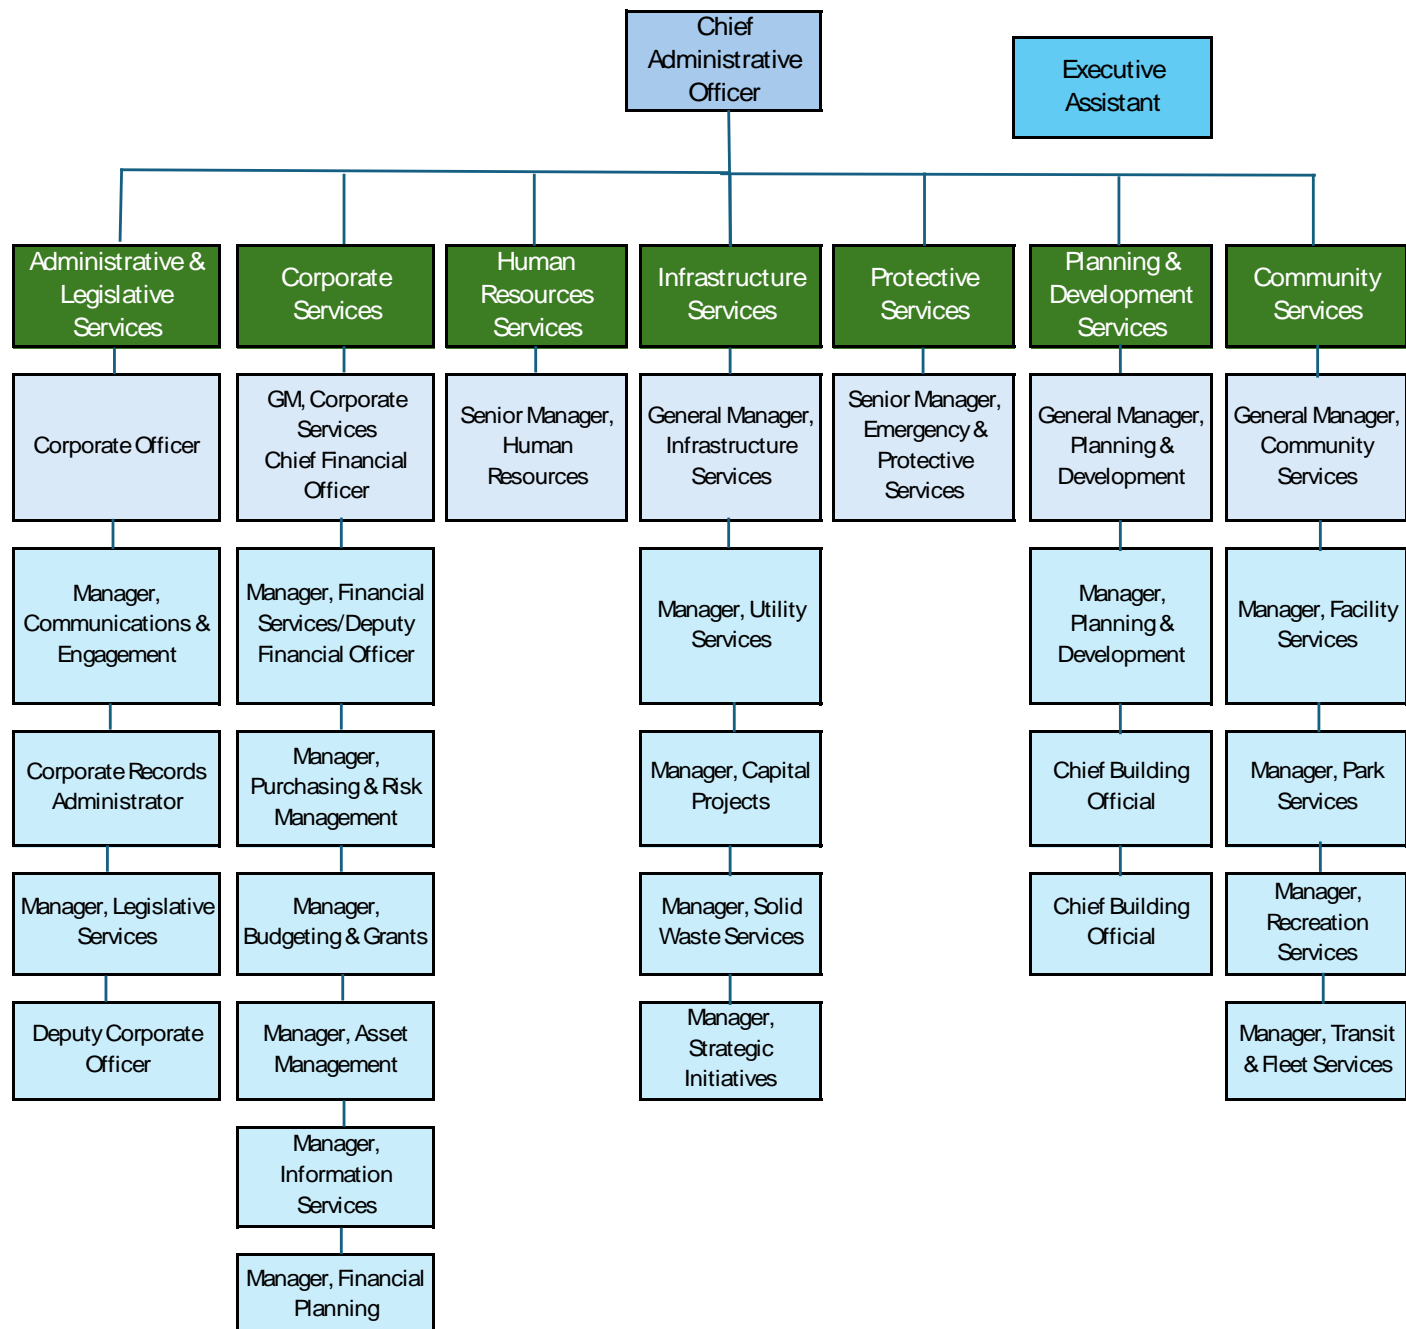 Chief
Administrative
Officer
Executive
Assistant
Administrative &
Legislative
Services
Corporate
Services
Human
Resources
Services
Infrastructure
Services
Protective
Services
Planning &
Development
Services
Community
Services
Corporate Officer
GM, Corporate
Services
Chief Financial
Officer
Senior Manager,
Human
Resources
General Manager,
Infrastructure
Services
Senior Manager,
Emergency &
Protective
Services
General Manager,
Planning &
Development
General Manager,
Community
Services
Manager,
Communications &
Engagement
Manager, Financial
Services/Deputy
Financial Officer
Manager, Utility
Services
Manager,
Planning &
Development
Manager, Facility
Services
Corporate Records
Administrator
Manager,
Purchasing & Risk
Management
Manager, Capital
Projects
Chief Building
Official
Manager, Park
Services
Manager, Legislative
Services
Manager,
Budgeting & Grants
Manager, Solid
Waste Services
Chief Building
Official
Manager,
Recreation
Services
Deputy Corporate
Officer
Manager, Asset
Management
Manager,
Strategic
Initiatives
Manager, Transit
& Fleet Services
Manager,
Information
Services
Manager, Financial
Planning